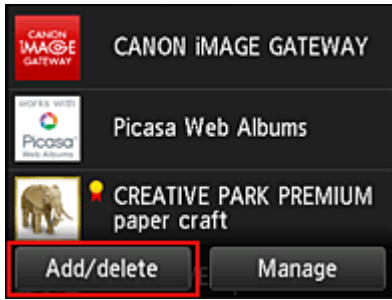 CANON
iMAGE
GATEWAY
CANON iMAGE GATEWAY
works with
Picasa
Web Albums
Picasa Web Albums
CREATIVE PARK PREMIUM
paper craft
Add/delete
Manage